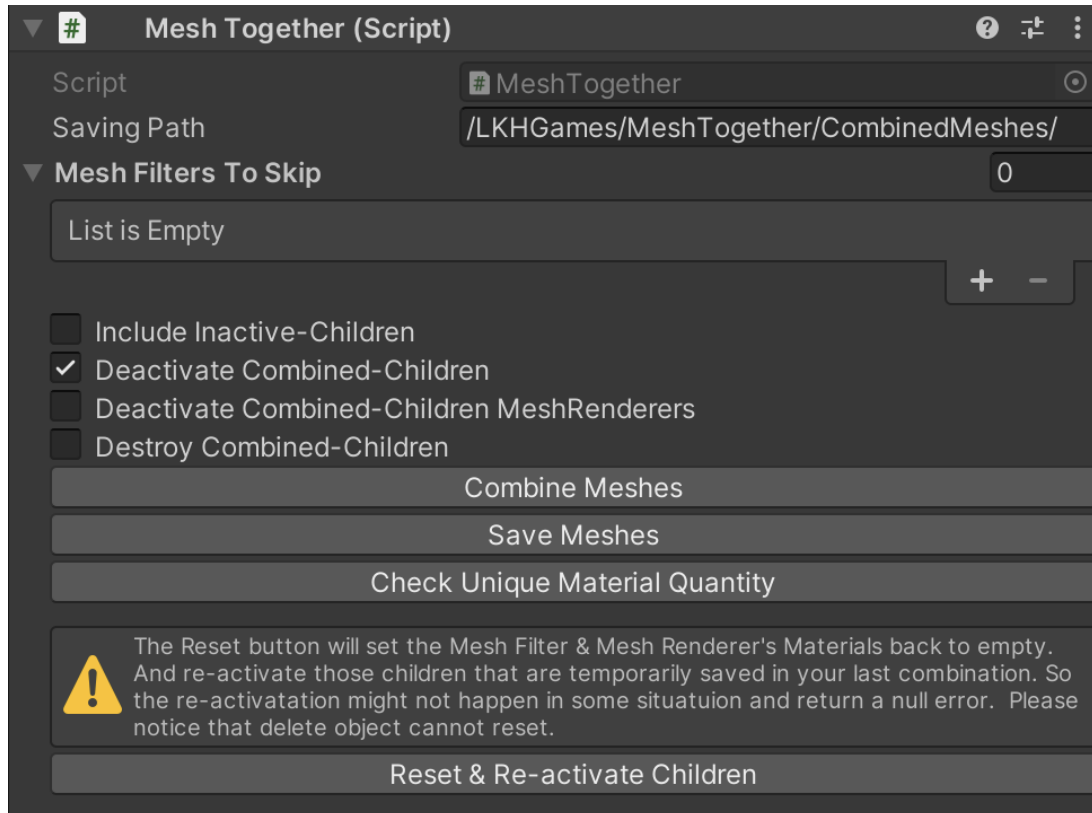 Mesh Together (Script)
Script
MeshTogether
Saving Path
/LKHGames/MeshTogether/CombinedMeshes/
Mesh Filters To Skip
0
List is Empty
Include Inactive-Children
Deactivate Combined-Children
Deactivate Combined-Children MeshRenderers
Destroy Combined-Children
Combine Meshes
Save Meshes
Check Unique Material Quantity
The Reset button will set the Mesh Filter & Mesh Renderer's Materials back to empty.
And re-activate those children that are temporarily saved in your last combination. So
the re-activatation might not happen in some situatuion and return a null error.  Please
notice that delete object cannot reset.
Reset & Re-activate Children